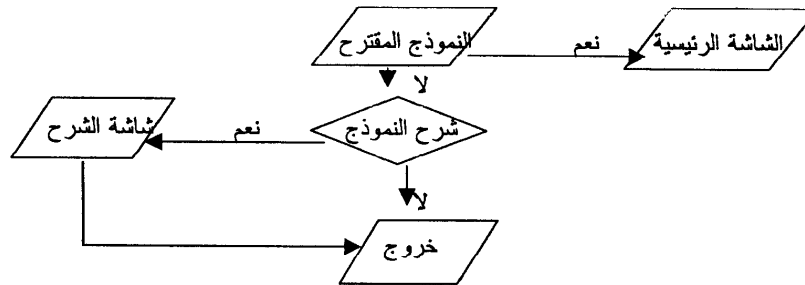 النموذج المقترح
نعم
الشاشة الرئيسية
لا
شرح النموذج
نعم
شاشة الشرح
لا
خروج